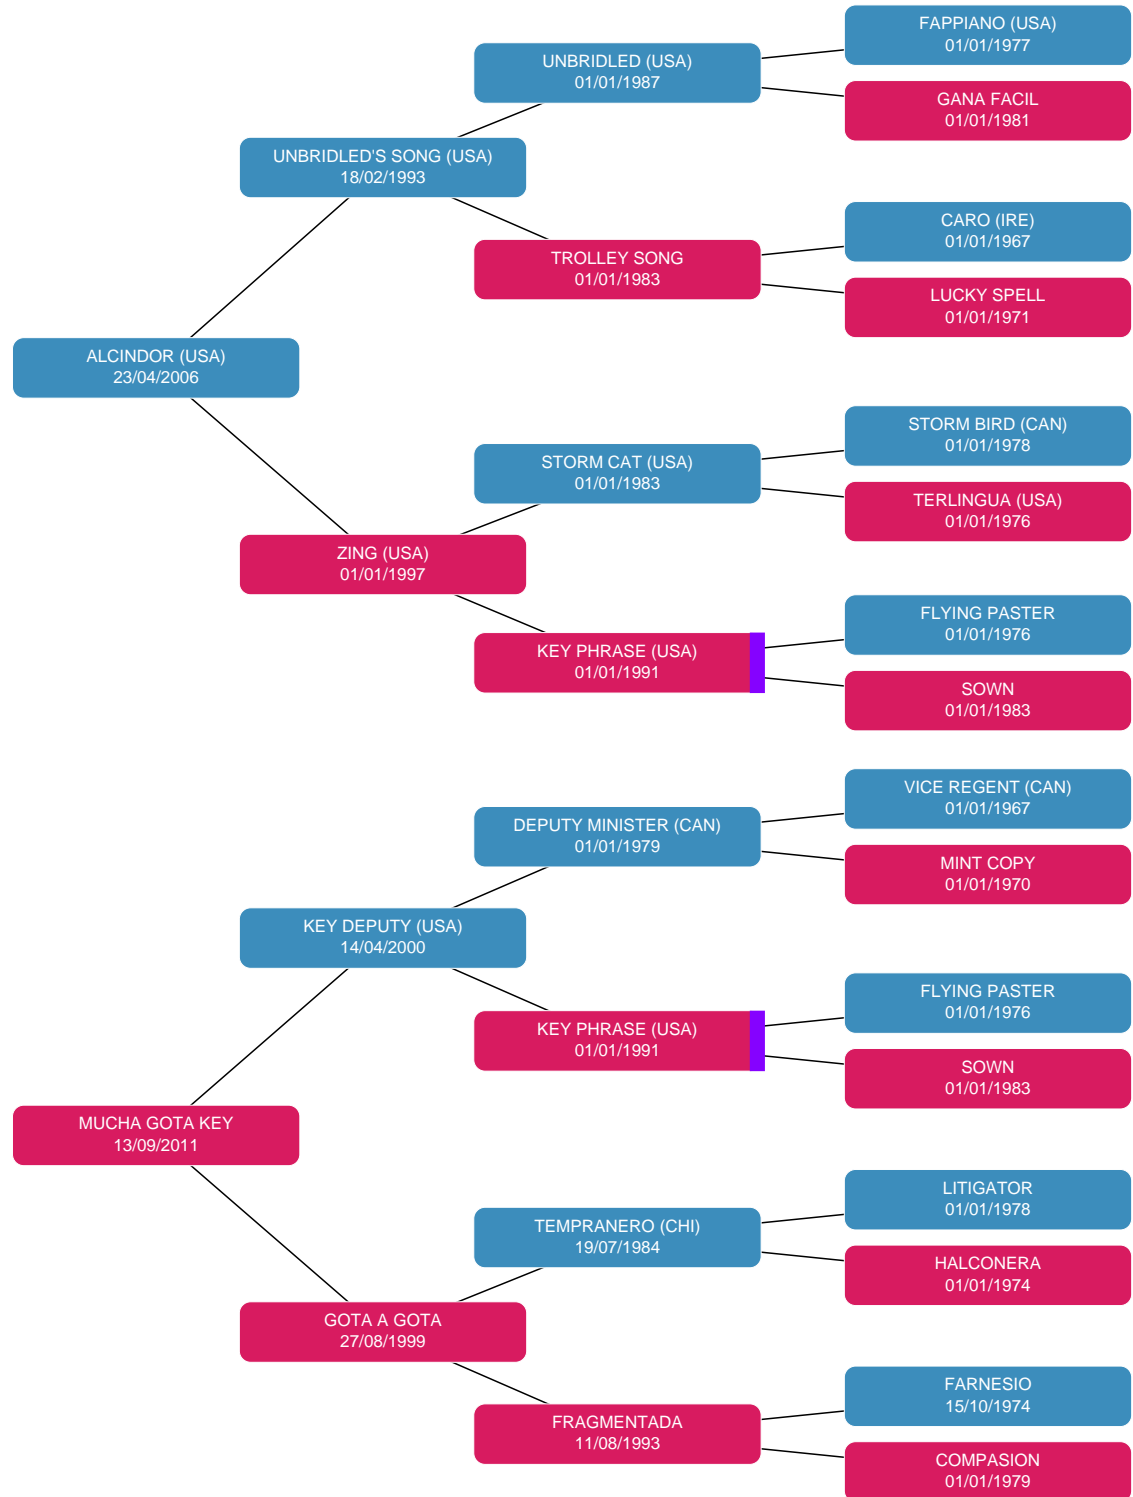 FAPPIANO (USA)
01/01/1977
UNBRIDLED (USA)
01/01/1987
GANA FACIL
01/01/1981
UNBRIDLED'S SONG (USA)
18/02/1993
CARO (IRE)
01/01/1967
TROLLEY SONG
01/01/1983
LUCKY SPELL
01/01/1971
ALCINDOR (USA)
23/04/2006
STORM BIRD (CAN)
01/01/1978
STORM CAT (USA)
01/01/1983
TERLINGUA (USA)
01/01/1976
ZING (USA)
01/01/1997
FLYING PASTER
01/01/1976
KEY PHRASE (USA)
01/01/1991
SOWN
01/01/1983
VICE REGENT (CAN)
01/01/1967
DEPUTY MINISTER (CAN)
01/01/1979
MINT COPY
01/01/1970
KEY DEPUTY (USA)
14/04/2000
FLYING PASTER
01/01/1976
KEY PHRASE (USA)
01/01/1991
SOWN
01/01/1983
MUCHA GOTA KEY
13/09/2011
LITIGATOR
01/01/1978
TEMPRANERO (CHI)
19/07/1984
HALCONERA
01/01/1974
GOTA A GOTA
27/08/1999
FARNESIO
15/10/1974
FRAGMENTADA
11/08/1993
COMPASION
01/01/1979